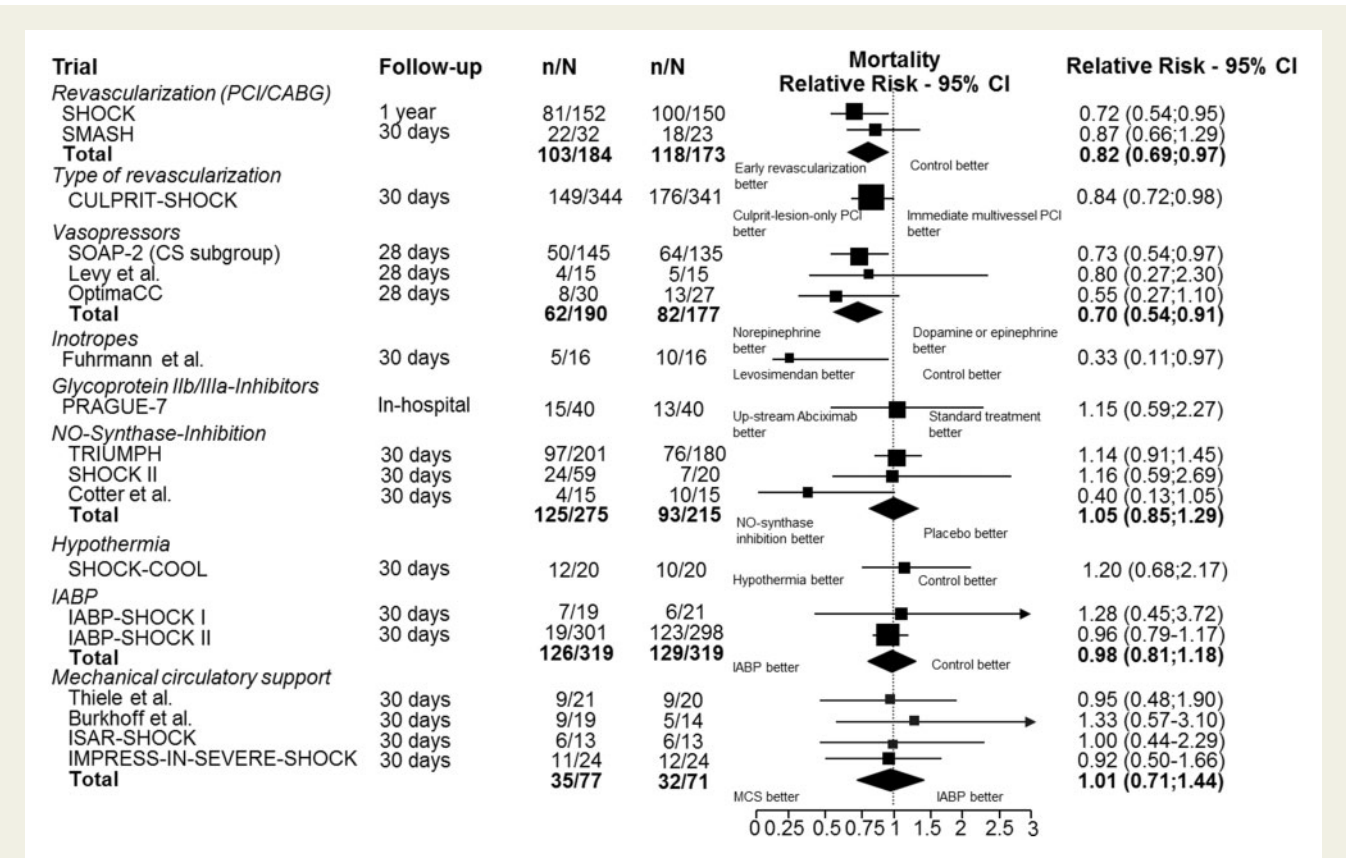 Trial Follow-up n/N n/N Mortality Relative Risk - 95% CI Relative Risk - 95% CI
Revascularization (PCI/CABG)
SHOCK 1 year 81/152 100/150 0.72 (0.54;0.95)
SMASH 30 days 22/32 18/23 0.87 (0.66;1.29)
Total 103/184 118/173 0.82 (0.69;0.97)
Early revascularization better Control better
Type of revascularization
CULPRIT-SHOCK 30 days 149/344 176/341 0.84 (0.72;0.98)
Culprit-lesion-only PCI better Immediate multivessel PCI better
Vasopressors
SOAP-2 (CS subgroup) 28 days 50/145 64/135 0.73 (0.54;0.97)
Levy et al. 28 days 4/15 5/15 0.80 (0.27;2.30)
OptimaCC 28 days 8/30 13/27 0.55 (0.27;1.10)
Total 62/190 82/177 0.70 (0.54;0.91)
Norepinephrine better Dopamine or epinephrine better
Inotropes
Fuhrmann et al. 30 days 5/16 10/16 0.33 (0.11;0.97)
Levosimendan better Control better
Glycoprotein IIb/IIIa-Inhibitors
PRAGUE-7 In-hospital 15/40 13/40 1.15 (0.59;2.27)
Up-stream Abciximab better Standard treatment better
NO-Synthase-Inhibition
TRIUMPH 30 days 97/201 76/180 1.14 (0.91;1.45)
SHOCK II 30 days 24/59 7/20 1.16 (0.59;2.69)
Cotter et al. 30 days 4/15 10/15 0.40 (0.13;1.05)
Total 125/275 93/215 1.05 (0.85;1.29)
NO-synthase inhibition better Placebo better
Hypothermia
SHOCK-COOL 30 days 12/20 10/20 1.20 (0.68;2.17)
Hypothermia better Control better
IABP
IABP-SHOCK I 30 days 7/19 6/21 1.28 (0.45;3.72)
IABP-SHOCK II 30 days 19/301 123/298 0.96 (0.79-1.17)
Total 126/319 129/319 0.98 (0.81;1.18)
IABP better Control better
Mechanical circulatory support
Thiele et al. 30 days 9/21 9/20 0.95 (0.48;1.90)
Burkhoff et al. 30 days 9/19 5/14 1.33 (0.57-3.10)
ISAR-SHOCK 30 days 6/13 6/13 1.00 (0.44-2.29)
IMPRESS-IN-SEVERE-SHOCK 30 days 11/24 12/24 0.92 (0.50-1.66)
Total 35/77 32/71 1.01 (0.71;1.44)
MCS better IABP better
0 0.25 0.5 0.75 1 1.5 2 2.5 3